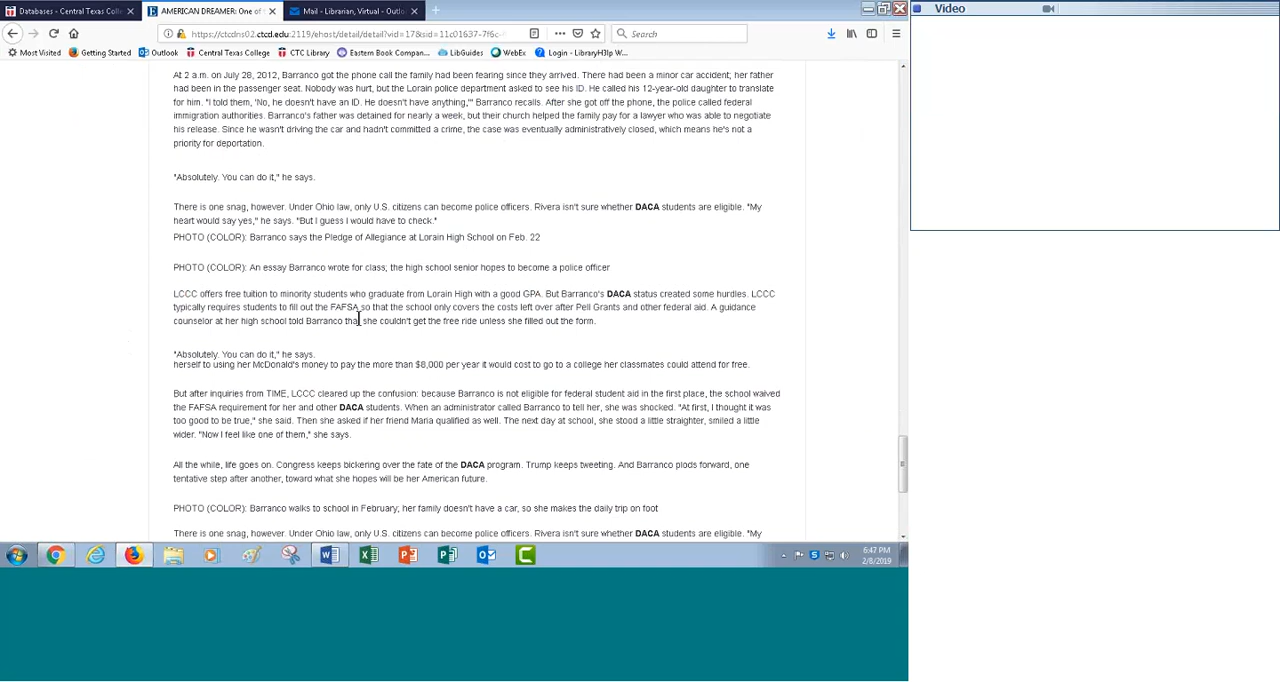 Databases - Central Texas Colle
AMERICAN DREAMER: One of
Mail - Librarian, Virtual - Outlo
Video
https://ctcdns02.ctcd.edu:2119/ehost/detail/detail?vid=17&sid=11c01637-7f6c-
Search
Most Visited
Getting Started
Outlook
Central Texas College
CTC Library
Eastern Book Compan...
LibGuides
WebEx
Login - LibraryH3lp W...
At 2 a.m. on July 28, 2012, Barranco got the phone call the family had been fearing since they arrived. There had been a minor car accident; her father
had been in the passenger seat. Nobody was hurt, but the Lorain police department asked to see his ID. He called his 12-year-old daughter to translate
for him. "I told them, 'No, he doesn't have an ID. He doesn't have anything,'" Barranco recalls. After she got off the phone, the police called federal
immigration authorities. Barranco's father was detained for nearly a week, but their church helped the family pay for a lawyer who was able to negotiate
his release. Since he wasn't driving the car and hadn't committed a crime, the case was eventually administratively closed, which means he's not a
priority for deportation.
"Absolutely. You can do it," he says.
There is one snag, however. Under Ohio law, only U.S. citizens can become police officers. Rivera isn't sure whether DACA students are eligible. "My
heart would say yes," he says. "But I guess I would have to check."
PHOTO (COLOR): Barranco says the Pledge of Allegiance at Lorain High School on Feb. 22
PHOTO (COLOR): An essay Barranco wrote for class; the high school senior hopes to become a police officer
LCCC offers free tuition to minority students who graduate from Lorain High with a good GPA. But Barranco's DACA status created some hurdles. LCCC
typically requires students to fill out the FAFSA so that the school only covers the costs left over after Pell Grants and other federal aid. A guidance
counselor at her high school told Barranco that she couldn't get the free ride unless she filled out the form.
"Absolutely. You can do it," he says.
herself to using her McDonald's money to pay the more than $8,000 per year it would cost to go to a college her classmates could attend for free.
But after inquiries from TIME, LCCC cleared up the confusion: because Barranco is not eligible for federal student aid in the first place, the school waived
the FAFSA requirement for her and other DACA students. When an administrator called Barranco to tell her, she was shocked. "At first, I thought it was
too good to be true," she said. Then she asked if her friend Maria qualified as well. The next day at school, she stood a little straighter, smiled a little
wider. "Now I feel like one of them," she says.
All the while, life goes on. Congress keeps bickering over the fate of the DACA program. Trump keeps tweeting. And Barranco plods forward, one
tentative step after another, toward what she hopes will be her American future.
PHOTO (COLOR): Barranco walks to school in February; her family doesn't have a car, so she makes the daily trip on foot
There is one snag, however. Under Ohio law, only U.S. citizens can become police officers. Rivera isn't sure whether DACA students are eligible. "My
6:47 PM
2/8/2019